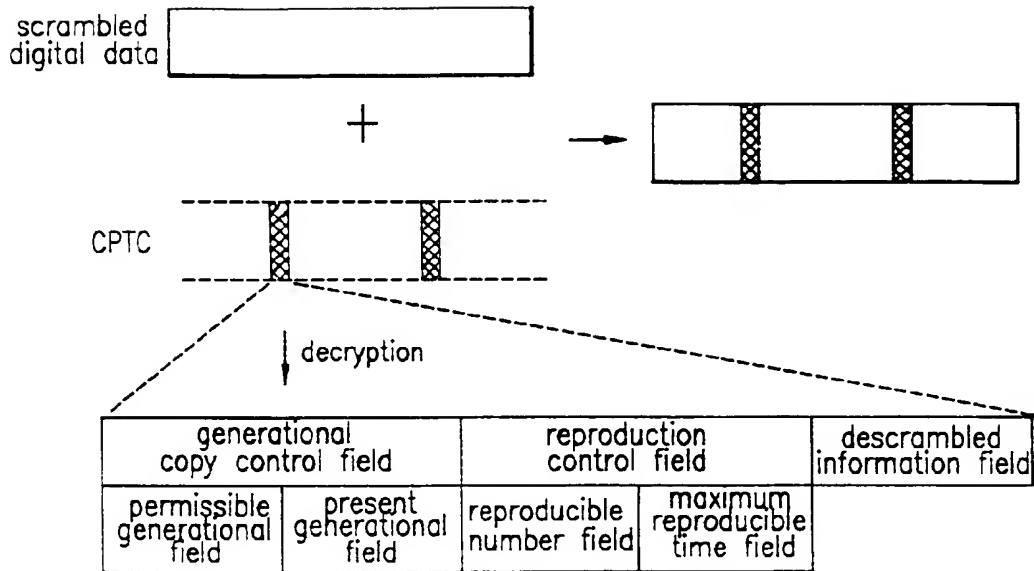 scrambled
digital data
+
CPTC
decryption
generational
copy control field
reproduction
control field
descrambled
information field
permissible
generational
field
present
generational
field
reproducible
number field
maximum
reproducible
time field